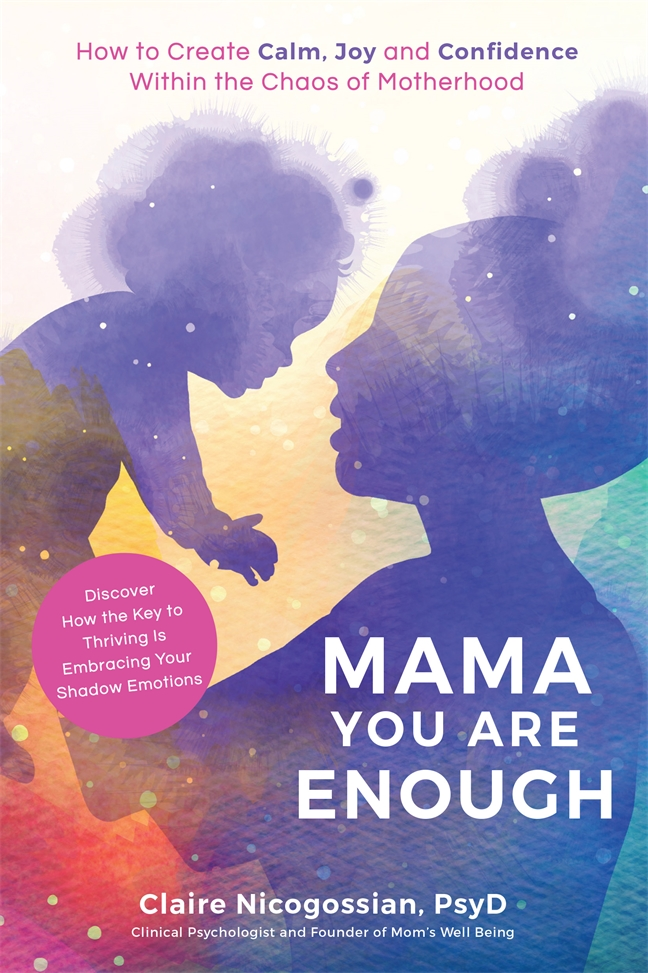 How to Create Calm, Joy and Confidence
Within the Chaos of Motherhood
Discover
How the Key to
Thriving Is
Embracing Your
Shadow Emotions
MAMA
YOU ARE
ENOUGH
Claire Nicogossian, PsyD
Clinical Psychologist and Founder of Mom's Well Being